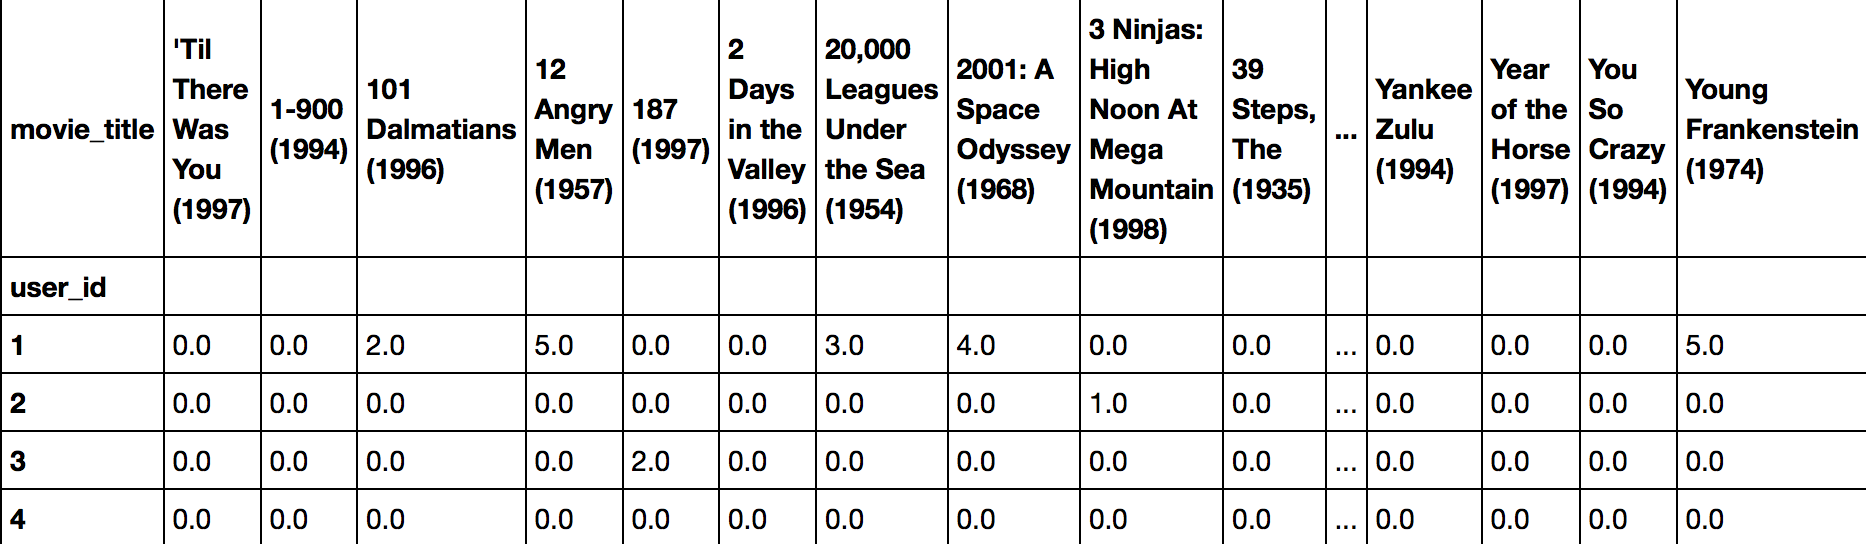 movie_title 'Til There Was You (1997) 1-900 (1994) 101 Dalmatians (1996) 12 Angry Men (1957) 187 (1997) 2 Days in the Valley (1996) 20,000 Leagues Under the Sea (1954) 2001: A Space Odyssey (1968) 3 Ninjas: High Noon At Mega Mountain (1998) 39 Steps, The (1935) ... Yankee Zulu (1994) Year of the Horse (1997) You So Crazy (1994) Young Frankenstein (1974)
user_id
1 0.0 0.0 2.0 5.0 0.0 0.0 3.0 4.0 0.0 0.0 ... 0.0 0.0 0.0 5.0
2 0.0 0.0 0.0 0.0 0.0 0.0 0.0 0.0 1.0 0.0 ... 0.0 0.0 0.0 0.0
3 0.0 0.0 0.0 0.0 2.0 0.0 0.0 0.0 0.0 0.0 ... 0.0 0.0 0.0 0.0
4 0.0 0.0 0.0 0.0 0.0 0.0 0.0 0.0 0.0 0.0 ... 0.0 0.0 0.0 0.0